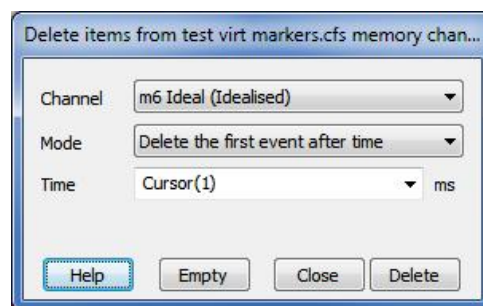 Delete items from test virt markers.cfs memory chan...
Channel m6 Ideal (Idealised)
Mode Delete the first event after time
Time Cursor(1) ms
Help Empty Close Delete